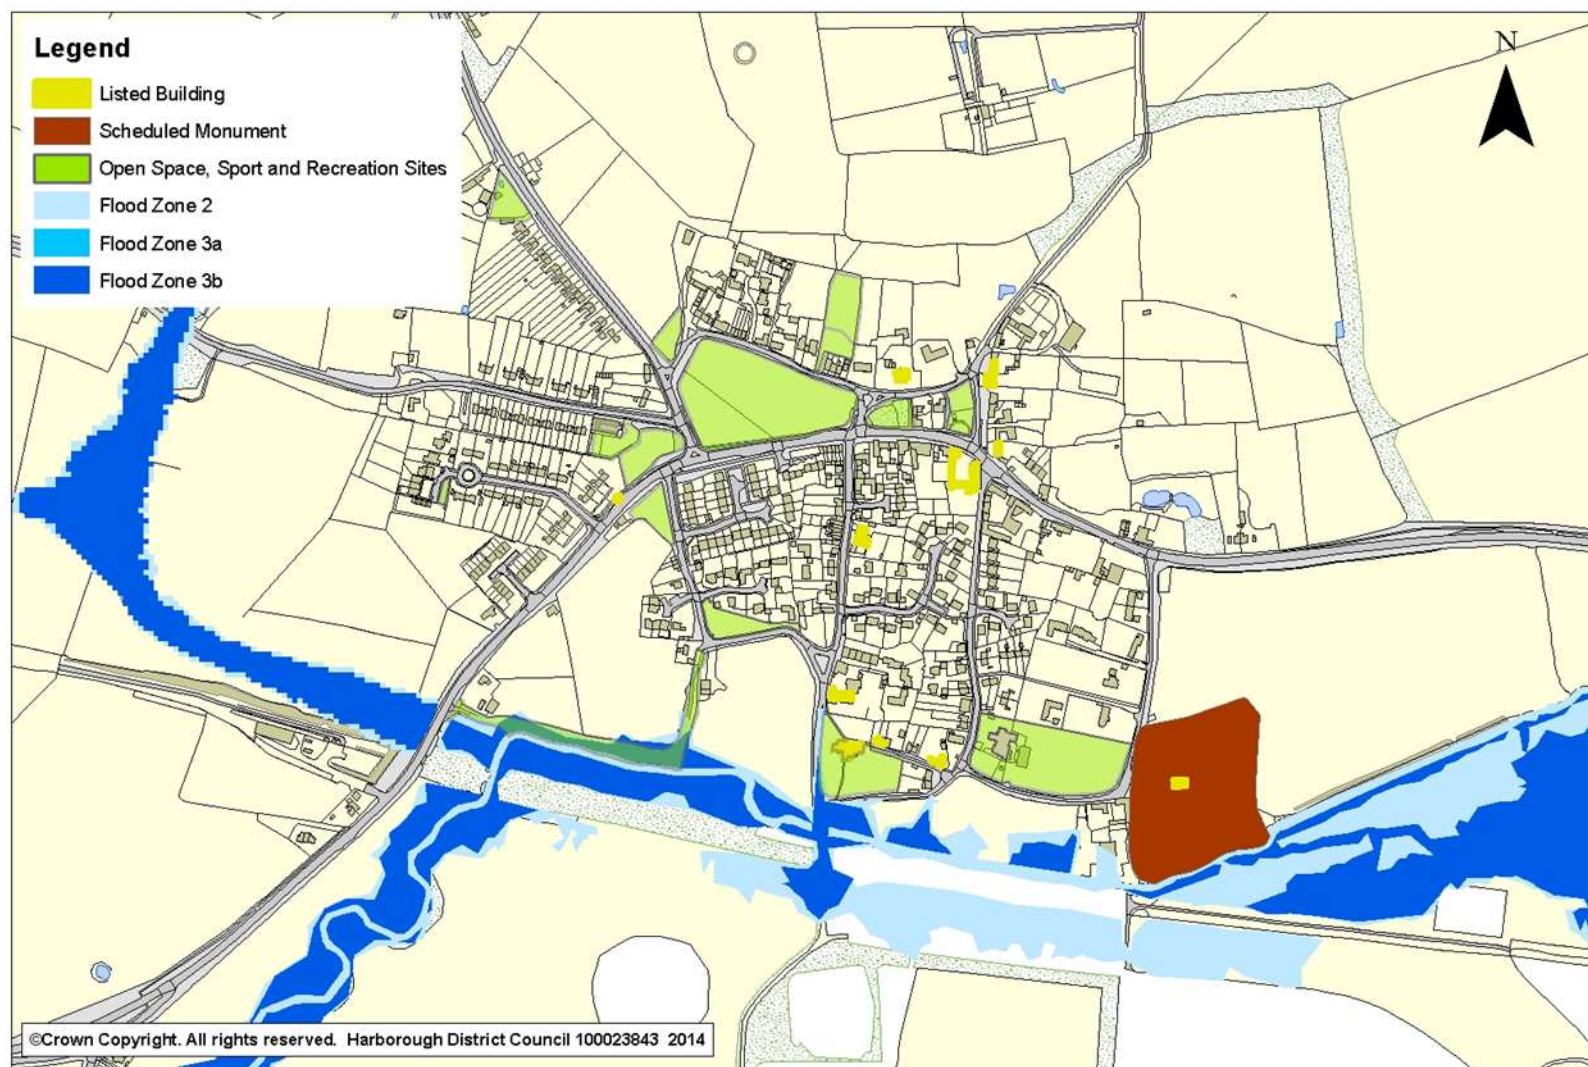 Legend
Listed Building
Scheduled Monument
Open Space, Sport and Recreation Sites
Flood Zone 2
Flood Zone 3a
Flood Zone 3b
N
©Crown Copyright. All rights reserved. Harborough District Council 100023843 2014